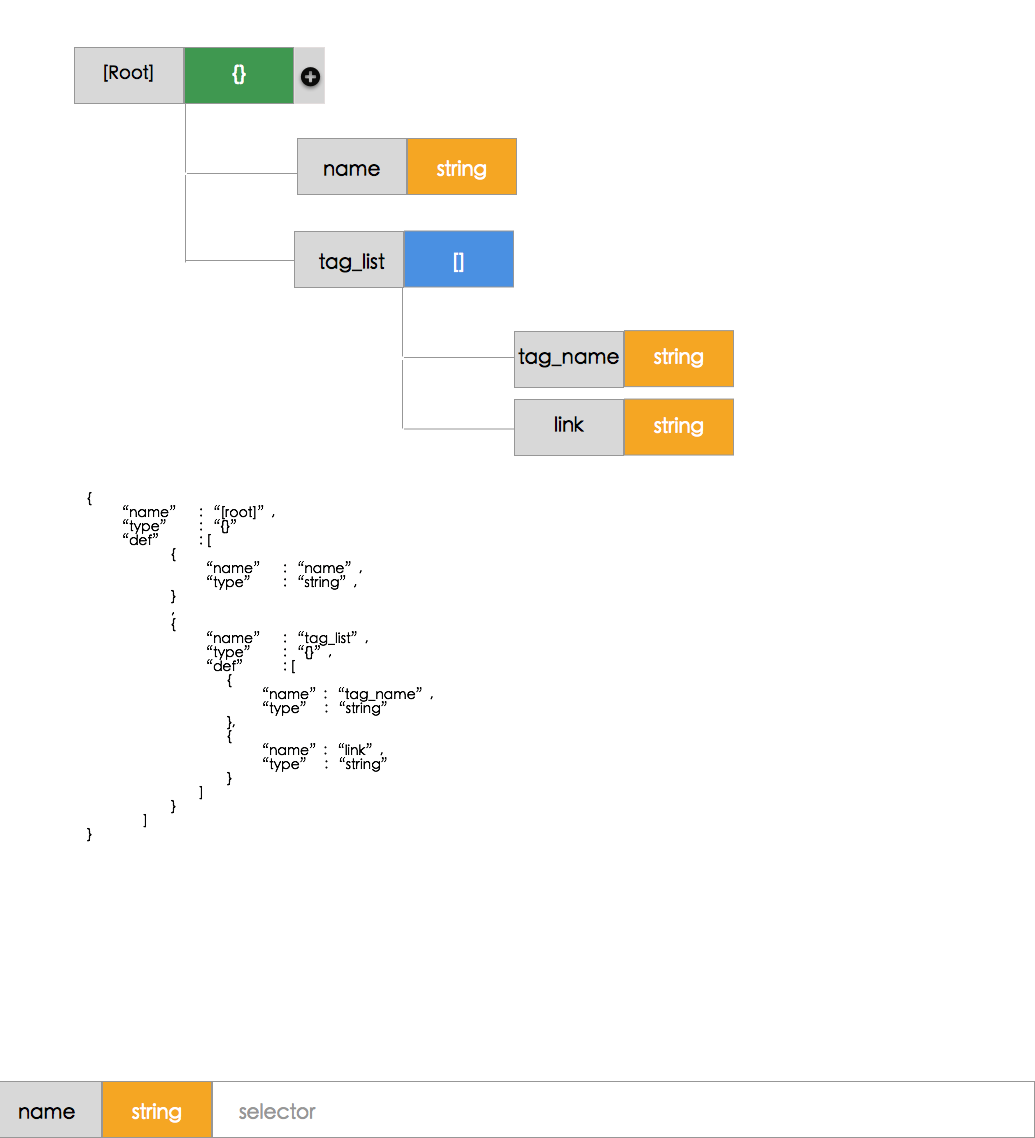 [Root] {}
name string
tag_list []
tag_name string
link string
{
“name” : “[root]” ,
“type” : “{}”
“def” : [
{
“name” : “name” ,
“type” : “string” ,
}
,
{
“name” : “tag_list” ,
“type” : “{}” ,
“def” : [
{
“name” : “tag_name” ,
“type” : “string”
},
{
“name” : “link” ,
“type” : “string”
}
]
}
]
}
name string selector